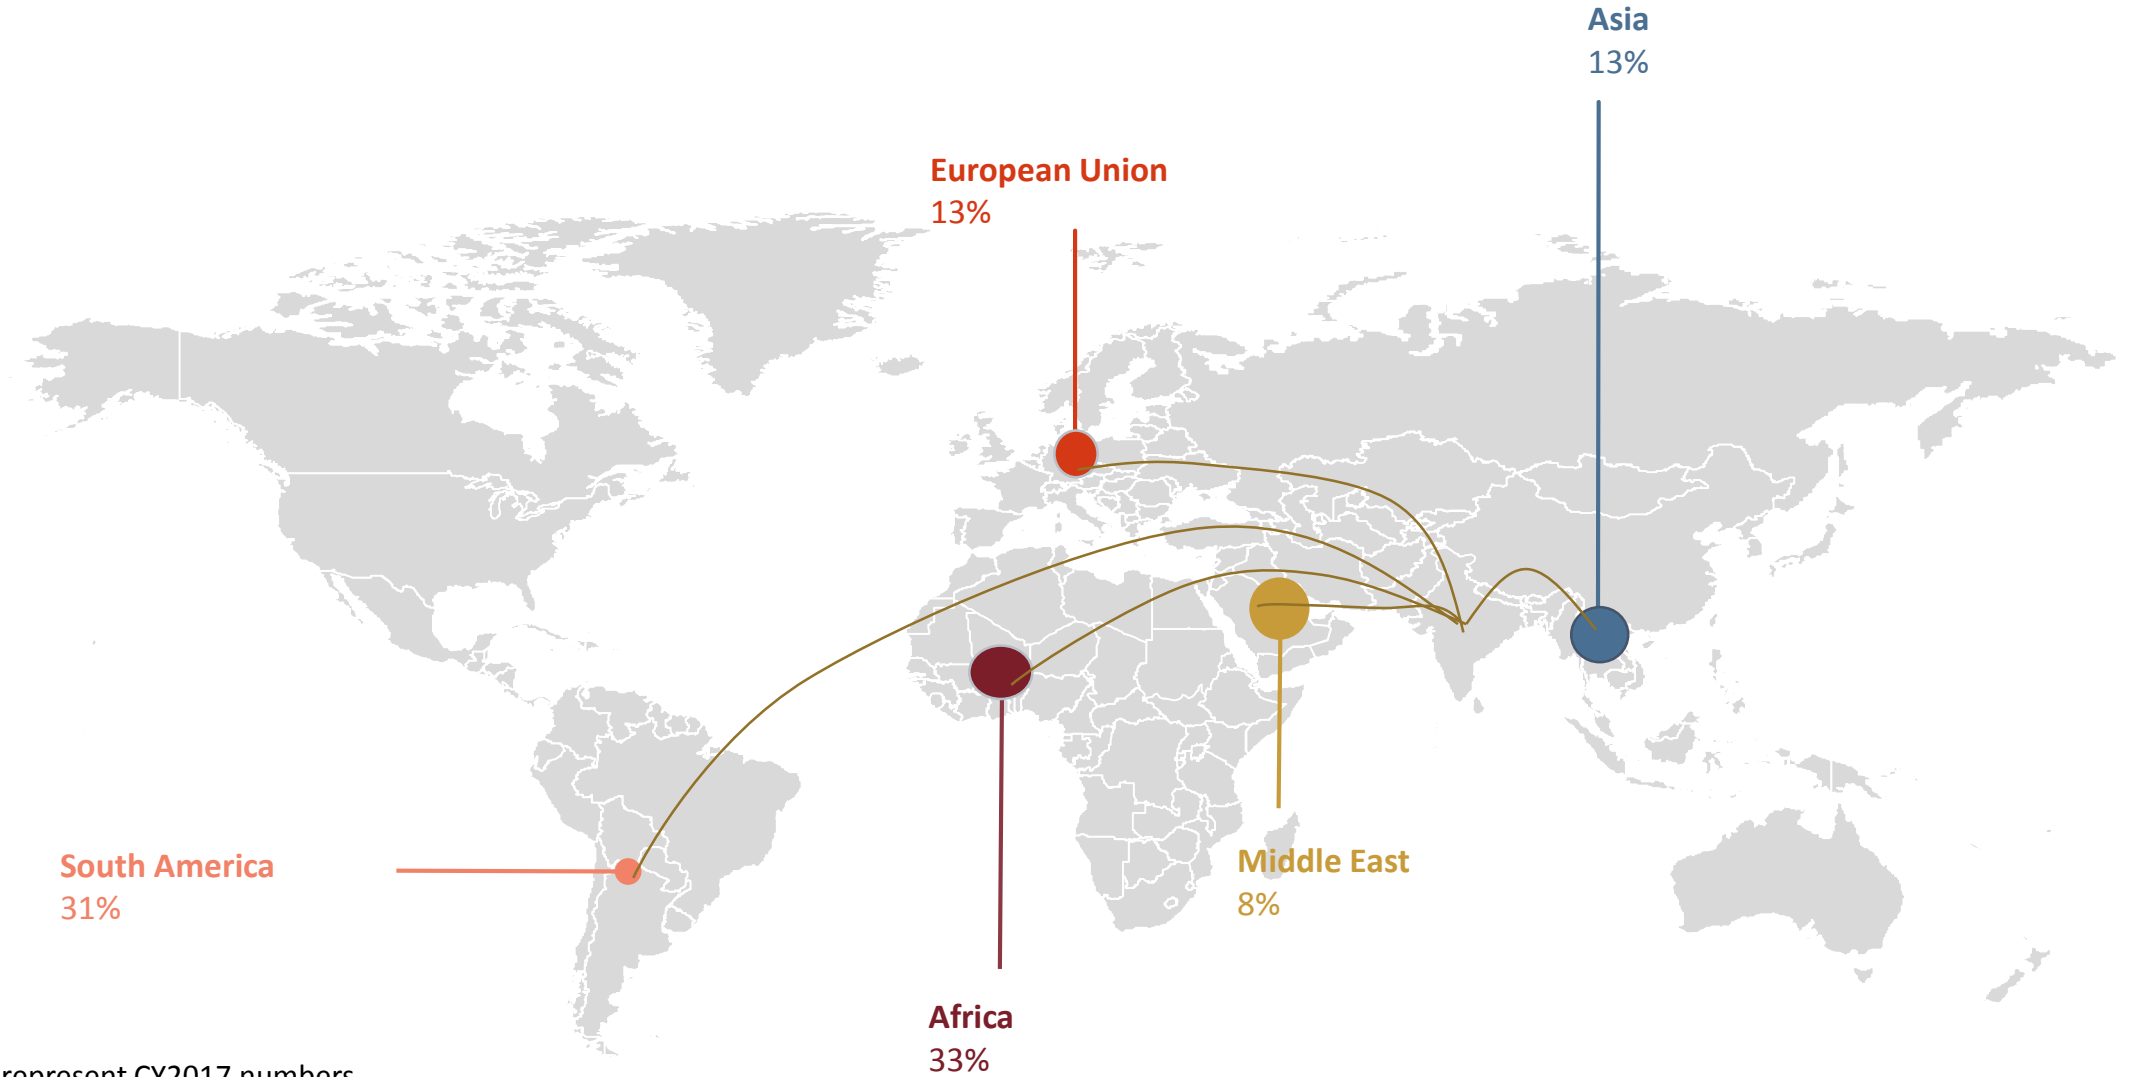 Asia
13%
European Union
13%
South America
31%
Middle East
8%
Africa
33%
represent CY2017 numbers